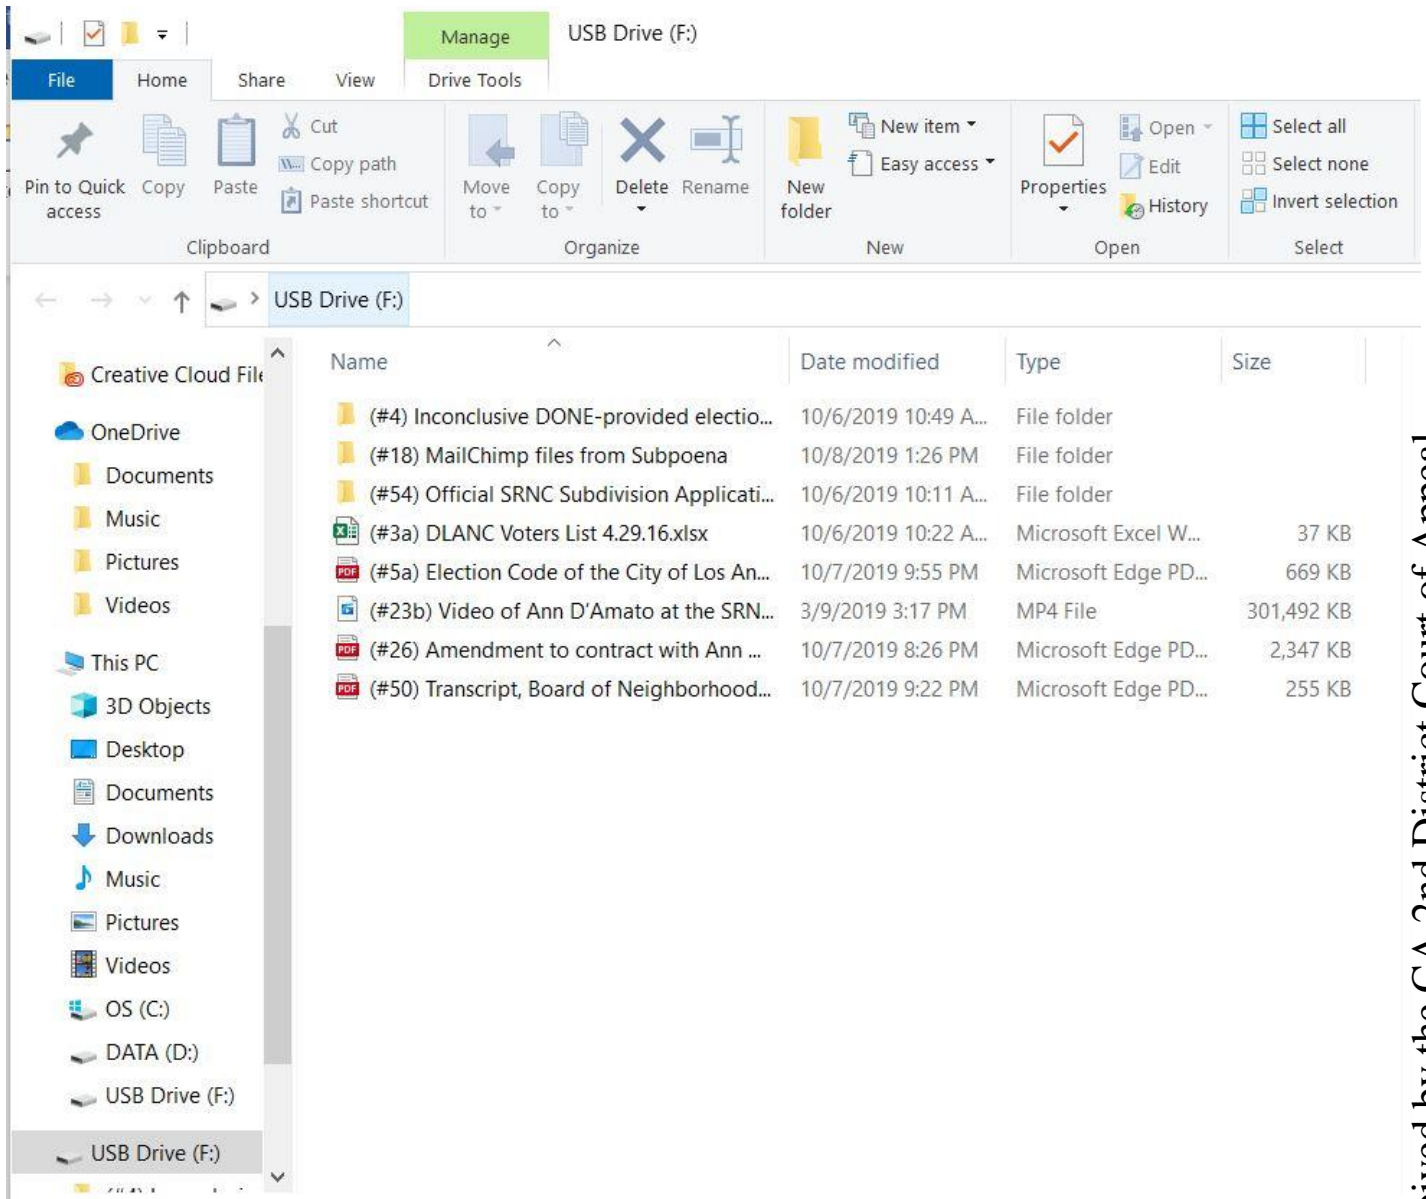 Manage USB Drive (F:)
File Home Share View Drive Tools
Pin to Quick access
Copy
Paste
Cut
Copy path
Paste shortcut
Clipboard
Move to
Copy to
Delete
Rename
Organize
New folder
New item
Easy access
New
Properties
Open
Edit
History
Open
Select all
Select none
Invert selection
Select
USB Drive (F:)
Creative Cloud File
OneDrive
Documents
Music
Pictures
Videos
This PC
3D Objects
Desktop
Documents
Downloads
Music
Pictures
Videos
OS (C:)
DATA (D:)
USB Drive (F:)
USB Drive (F:)
Name Date modified Type Size
(#4) Inconclusive DONE-provided electio... 10/6/2019 10:49 A... File folder
(#18) MailChimp files from Subpoena 10/8/2019 1:26 PM File folder
(#54) Official SRNC Subdivision Applicati... 10/6/2019 10:11 A... File folder
(#3a) DLANC Voters List 4.29.16.xlsx 10/6/2019 10:22 A... Microsoft Excel W... 37 KB
(#5a) Election Code of the City of Los An... 10/7/2019 9:55 PM Microsoft Edge PD... 669 KB
(#23b) Video of Ann D'Amato at the SRN... 3/9/2019 3:17 PM MP4 File 301,492 KB
(#26) Amendment to contract with Ann ... 10/7/2019 8:26 PM Microsoft Edge PD... 2,347 KB
(#50) Transcript, Board of Neighborhood... 10/7/2019 9:22 PM Microsoft Edge PD... 255 KB
by the CA 2nd District Court of Appeal